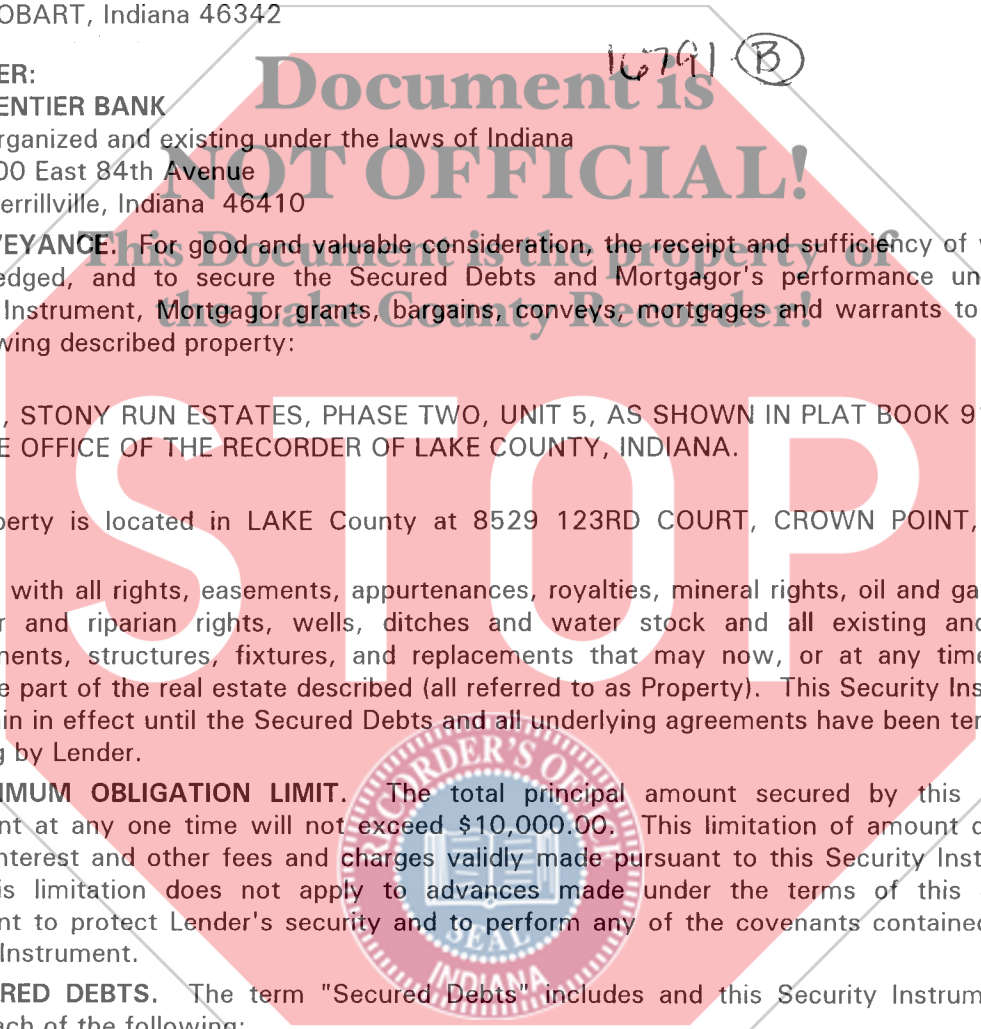 OBART, Indiana 46342
16791 B
ER:
ENTIER BANK
rganized and existing under the laws of Indiana
00 East 84th Avenue
errillville, Indiana 46410
Document is
NOT OFFICIAL!
This Document is the property of
the Lake County Recorder!
VEYANCE. For good and valuable consideration, the receipt and sufficiency of
edged, and to secure the Secured Debts and Mortgagor's performance un
Instrument, Mortgagor grants, bargains, conveys, mortgages and warrants to
wing described property:
, STONY RUN ESTATES, PHASE TWO, UNIT 5, AS SHOWN IN PLAT BOOK 9
E OFFICE OF THE RECORDER OF LAKE COUNTY, INDIANA.
perty is located in LAKE County at 8529 123RD COURT, CROWN POINT,
STOP
with all rights, easements, appurtenances, royalties, mineral rights, oil and ga
r and riparian rights, wells, ditches and water stock and all existing and
ments, structures, fixtures, and replacements that may now, or at any time
e part of the real estate described (all referred to as Property). This Security Ins
in in effect until the Secured Debts and all underlying agreements have been ter
g by Lender.
IMUM OBLIGATION LIMIT. The total principal amount secured by this
nt at any one time will not exceed $10,000.00. This limitation of amount
nterest and other fees and charges validly made pursuant to this Security Inst
is limitation does not apply to advances made under the terms of this
nt to protect Lender's security and to perform any of the covenants contained
Instrument.
RED DEBTS. The term "Secured Debts" includes and this Security Instrum
ach of the following:
RECORDER'S OFFICE
SEAL
INDIANA